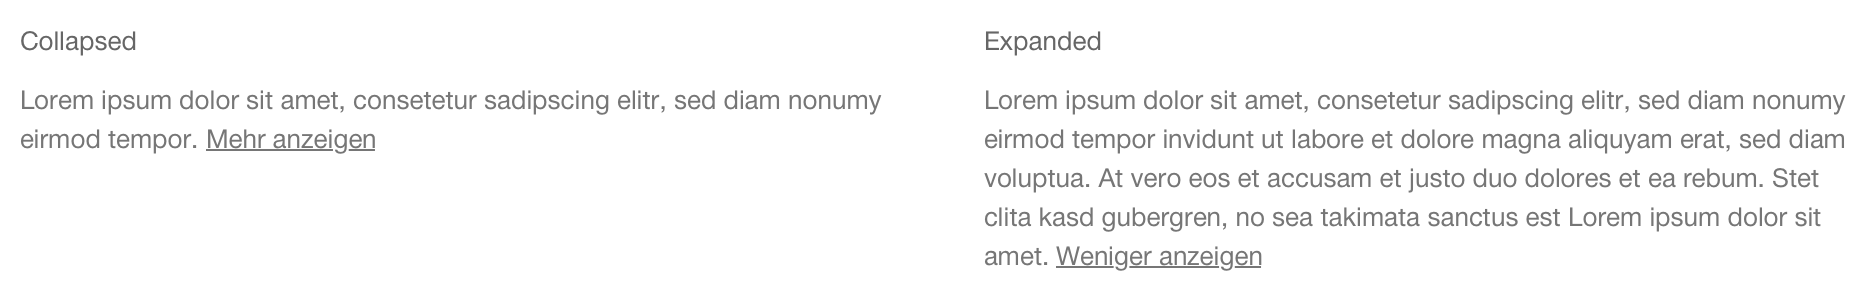 Collapsed
Lorem ipsum dolor sit amet, consetetur sadipscing elitr, sed diam nonumy
eirmod tempor. Mehr anzeigen
Expanded
Lorem ipsum dolor sit amet, consetetur sadipscing elitr, sed diam nonumy
eirmod tempor invidunt ut labore et dolore magna aliquyam erat, sed diam
voluptua. At vero eos et accusam et justo duo dolores et ea rebum. Stet
clita kasd gubergren, no sea takimata sanctus est Lorem ipsum dolor sit
amet. Weniger anzeigen